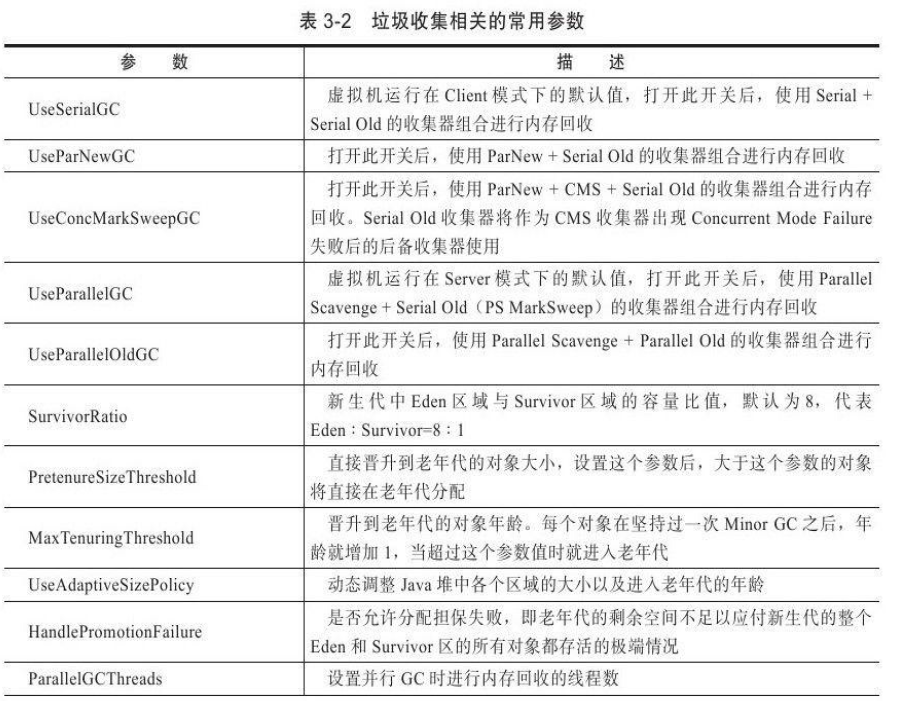 表 3-2 垃圾收集相关的常用参数
参 数
描 述
UseSerialGC
虚拟机运行在 Client 模式下的默认值，打开此开关后，使用 Serial +
Serial Old 的收集器组合进行内存回收
UseParNewGC
打开此开关后，使用 ParNew + Serial Old 的收集器组合进行内存回收
UseConcMarkSweepGC
打开此开关后，使用 ParNew + CMS + Serial Old 的收集器组合进行内存
回收。Serial Old 收集器将作为 CMS 收集器出现 Concurrent Mode Failure
失败后的后备收集器使用
UseParallelGC
虚拟机运行在 Server 模式下的默认值，打开此开关后，使用 Parallel
Scavenge + Serial Old（PS MarkSweep）的收集器组合进行内存回收
UseParallelOldGC
打开此开关后，使用 Parallel Scavenge + Parallel Old 的收集器组合进行
内存回收
SurvivorRatio
新生代中 Eden 区域与 Survivor 区域的容量比值，默认为 8，代表
Eden：Survivor=8：1
PretenureSizeThreshold
直接晋升到老年代的对象大小，设置这个参数后，大于这个参数的对象
将直接在老年代分配
MaxTenuringThreshold
晋升到老年代的对象年龄。每个对象在坚持过一次 Minor GC 之后，年
龄就增加 1，当超过这个参数值时就进入老年代
UseAdaptiveSizePolicy
动态调整 Java 堆中各个区域的大小以及进入老年代的年龄
HandlePromotionFailure
是否允许分配担保失败，即老年代的剩余空间不足以应付新生代的整个
Eden 和 Survivor 区的所有对象都存活的极端情况
ParallelGCThreads
设置并行 GC 时进行内存回收的线程数